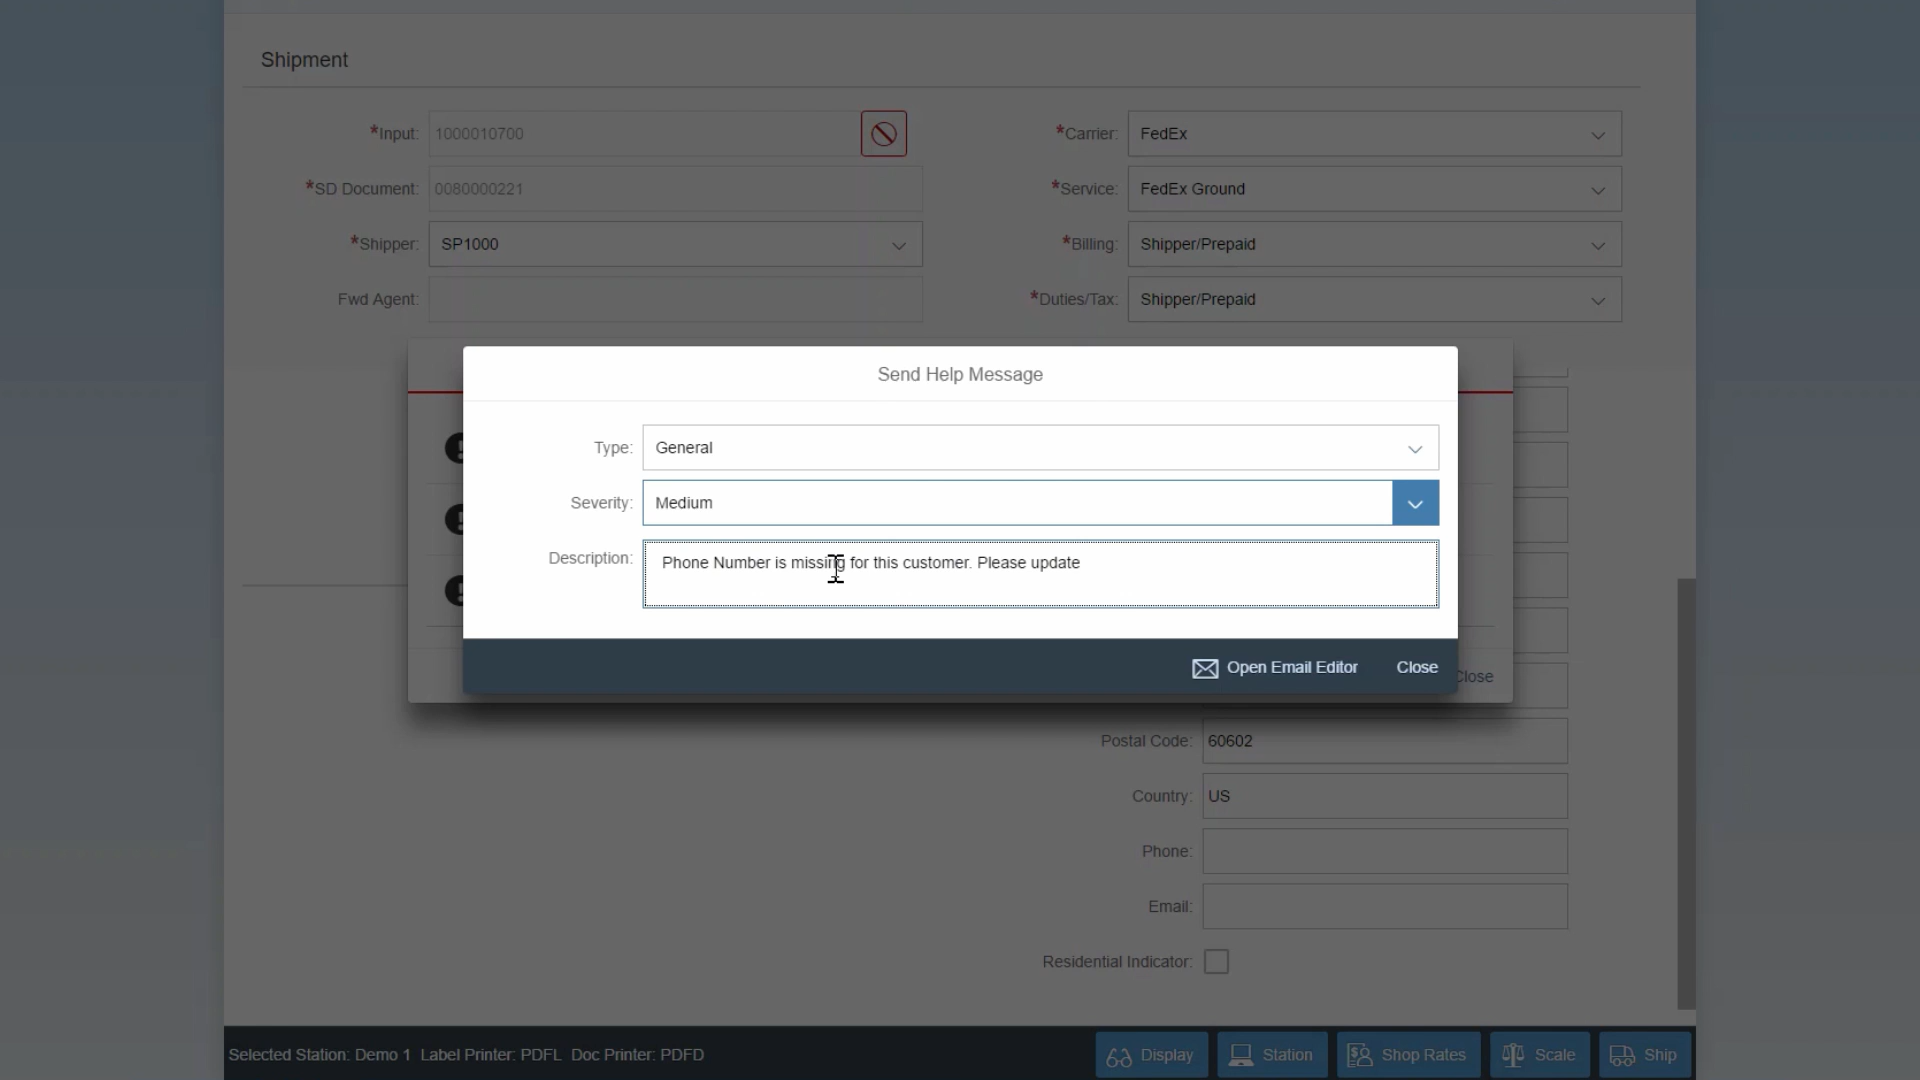 Shipment
*Input: 1000010700
*Carrier: FedEx
*SD Document: 0080000221
*Service: FedEx Ground
*Shipper: SP1000
*Billing: Shipper/Prepaid
Fwd Agent:
*Duties/Tax: Shipper/Prepaid
Send Help Message
Type: General
Severity: Medium
Description: Phone Number is missing for this customer. Please update
Open Email Editor Close
Close
Postal Code: 60602
Country: US
Phone:
Email:
Residential Indicator:
Selected Station: Demo 1 Label Printer: PDFL Doc Printer: PDFD
Display Station Shop Rates Scale Ship